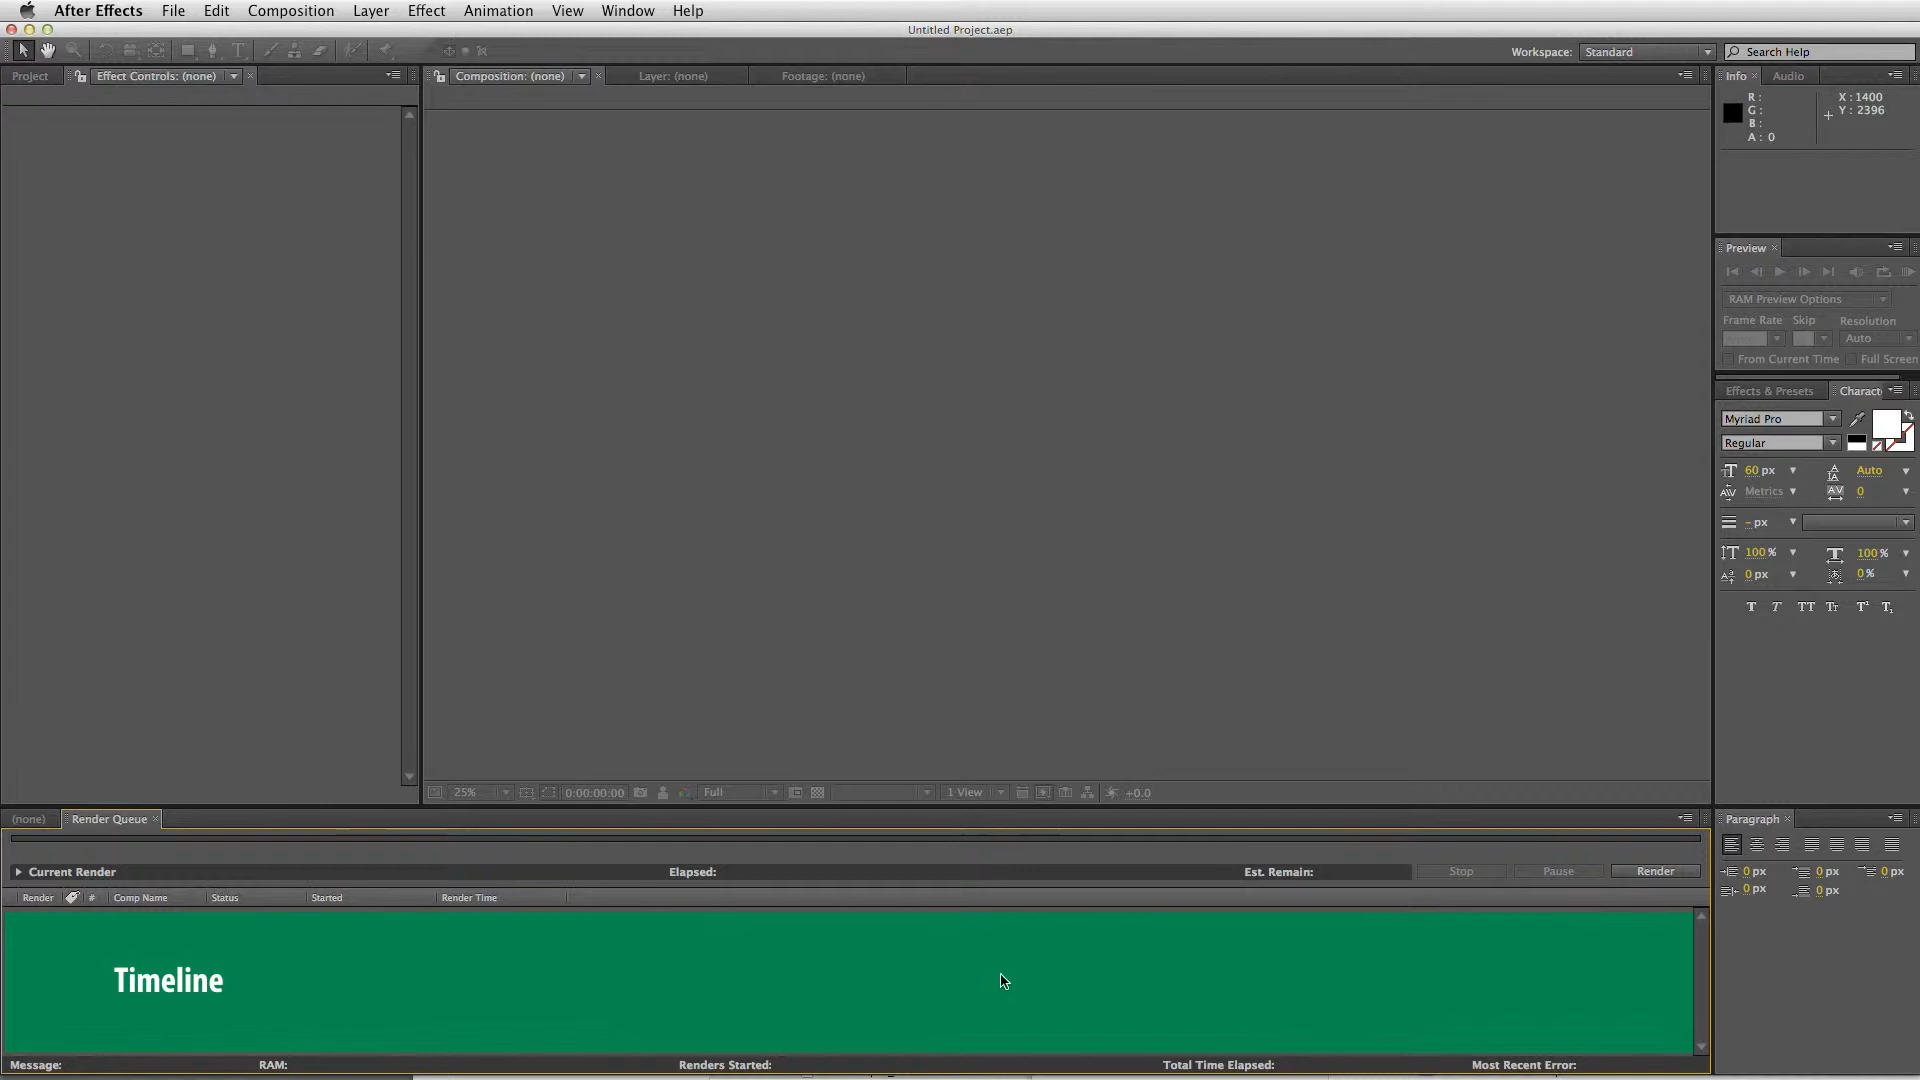 After Effects File Edit Composition Layer Effect Animation View Window Help
Untitled Project.aep
Workspace: Standard Search Help
Project Effect Controls: (none) Composition: (none) Layer: (none) Footage: (none) Info Audio
R :
G :
B :
A : 0
X : 1400
Y : 2396
Preview
RAM Preview Options
Frame Rate Skip Resolution
Auto
From Current Time Full Screen
Effects & Presets Charact
Myriad Pro
Regular
60 px Auto
Metrics 0
- px
100 % 100 %
0 px 0 %
T T TT Tt T¹ T₁
25% 0:00:00:00 Full 1 View +0.0
(none) Render Queue Paragraph
Current Render Elapsed: Est. Remain: Stop Pause Render
0 px 0 px 0 px
0 px 0 px
Render # Comp Name Status Started Render Time
Timeline
Message: RAM: Renders Started: Total Time Elapsed: Most Recent Error: